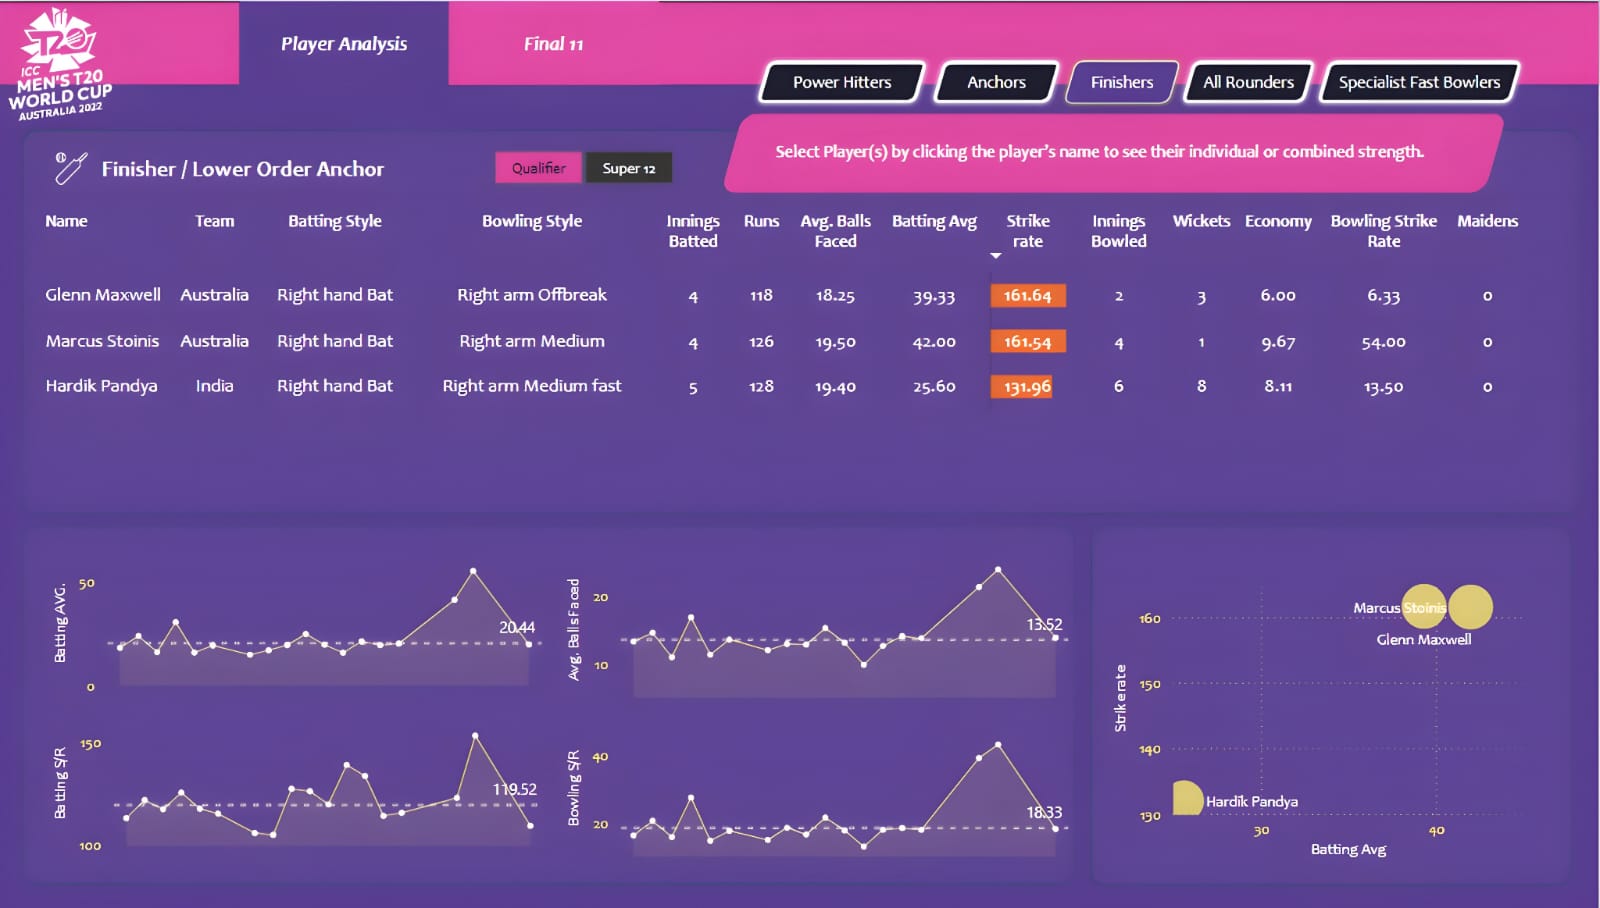 T20
ICC
MEN'S T20
WORLD CUP
AUSTRALIA 2022
Player Analysis
Final 11
Power Hitters
Anchors
Finishers
All Rounders
Specialist Fast Bowlers
Select Player(s) by clicking the player's name to see their individual or combined strength.
Finisher / Lower Order Anchor
Qualifier
Super 12
Name Team Batting Style Bowling Style Innings Batted Runs Avg. Balls Faced Batting Avg Strike rate Innings Bowled Wickets Economy Bowling Strike Rate Maidens
Glenn Maxwell Australia Right hand Bat Right arm Offbreak 4 118 18.25 39.33 161.64 2 3 6.00 6.33 0
Marcus Stoinis Australia Right hand Bat Right arm Medium 4 126 19.50 42.00 161.54 4 1 9.67 54.00 0
Hardik Pandya India Right hand Bat Right arm Medium fast 5 128 19.40 25.60 131.96 6 8 8.11 13.50 0
Batting AVG.
50
0
20.44
Avg. Balls Faced
20
10
13.52
Batting S/R
150
100
119.52
Bowling S/R
40
20
18.33
Strike rate
160
150
140
130
Marcus Stoinis
Glenn Maxwell
Hardik Pandya
30
40
Batting Avg